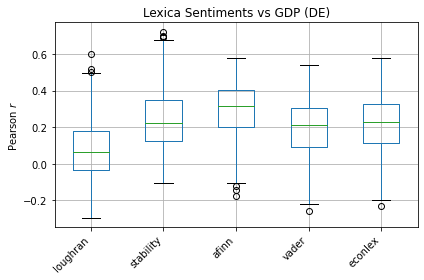 Lexica Sentiments vs GDP (DE)
Pearson r
0.6
0.4
0.2
0.0
−0.2
loughran
stability
afinn
vader
econlex